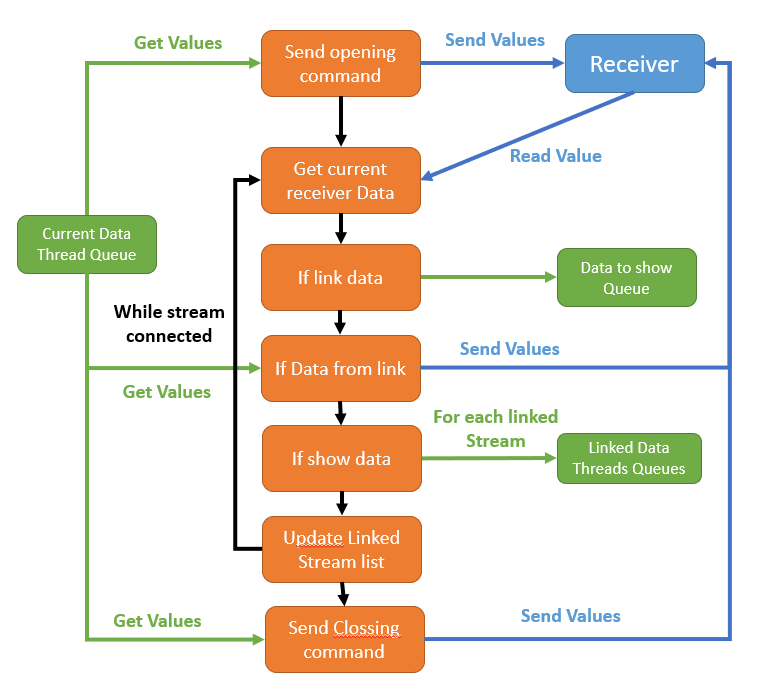 Get Values
Send opening
command
Send Values
Receiver
Get current
receiver Data
Read Value
Current Data
Thread Queue
If link data
Data to show
Queue
While stream
connected
If Data from link
Send Values
Get Values
For each linked
Stream
If show data
Linked Data
Threads Queues
Update Linked
Stream list
Get Values
Send Clossing
command
Send Values